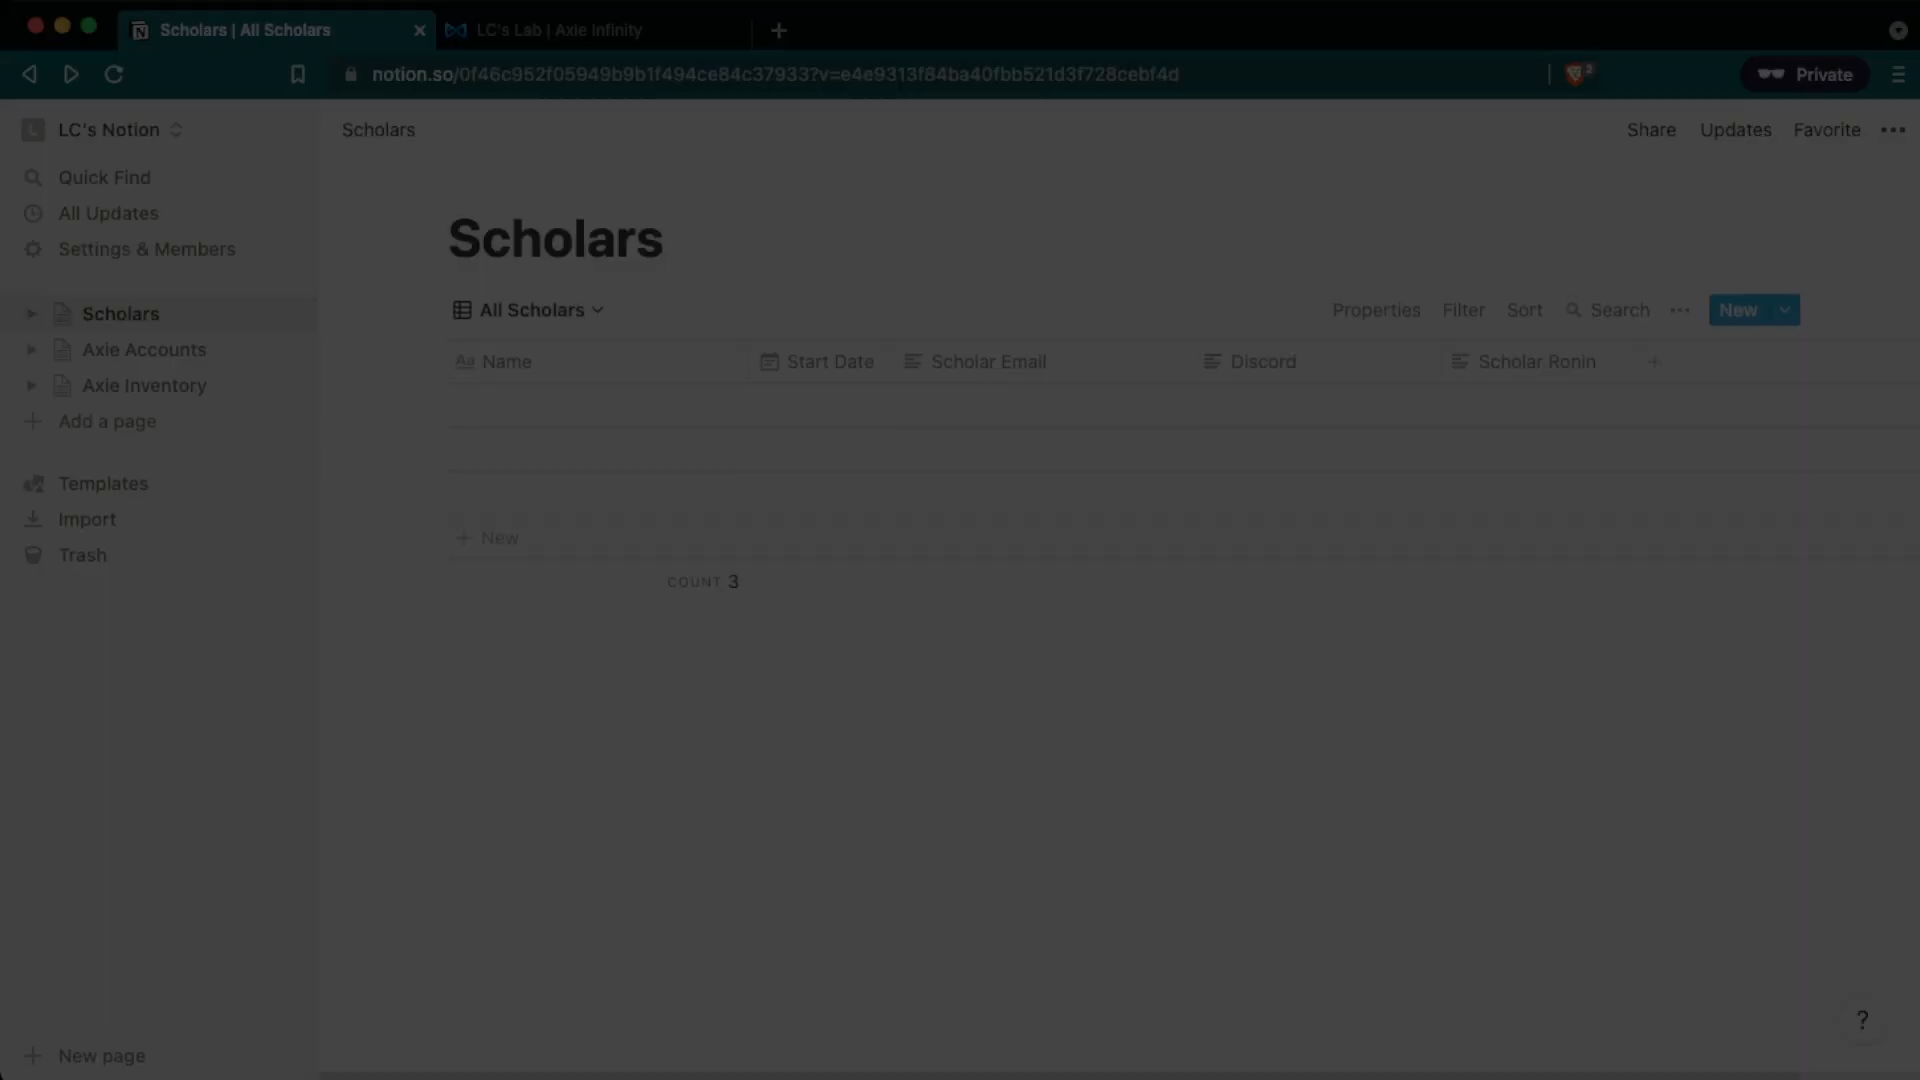 Scholars | All Scholars
LC's Lab | Axie Infinity
notion.so/0f46c952f05949b9b1f494ce84c37933?v=e4e9313f84ba40fbb521d3f728cebf4d
2
Private
L
LC's Notion
Scholars
Share
Updates
Favorite
Quick Find
All Updates
Settings & Members
Scholars
Axie Accounts
Axie Inventory
Add a page
Templates
Import
Trash
New page
Scholars
All Scholars
Properties
Filter
Sort
Search
New
Aa Name
Start Date
Scholar Email
Discord
Scholar Ronin
New
COUNT 3
?